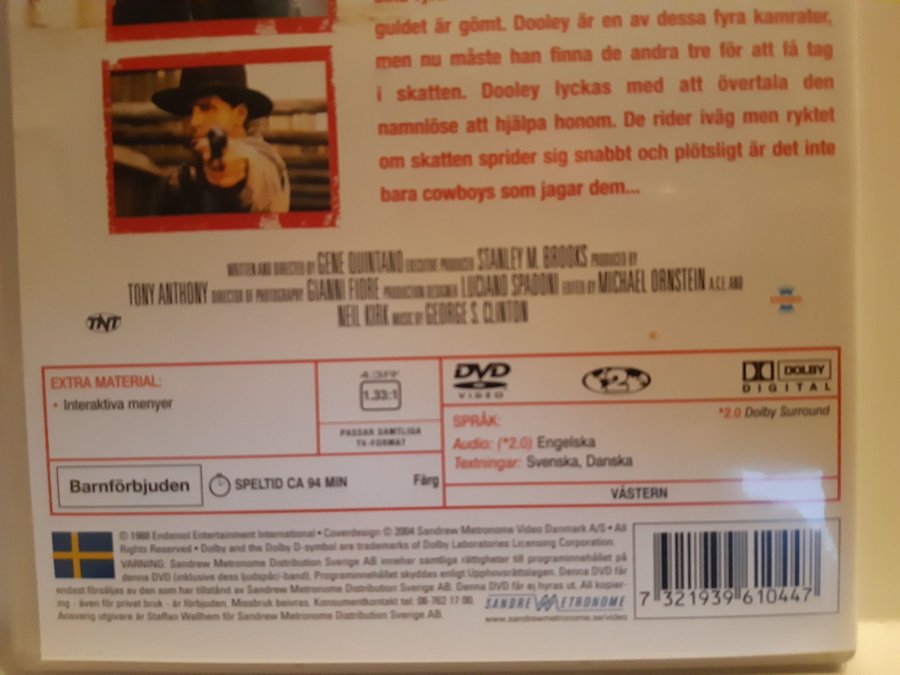 guldet är gömt. Dooley är en av dessa fyra kamrater,
men nu måste han finna de andra tre för att få tag
i skatten. Dooley lyckas med att övertala den
namnlöse att hjälpa honom. De rider iväg men ryktet
om skatten sprider sig snabbt och plötsligt är det inte
bara cowboys som jagar dem...
WRITTEN AND DIRECTED BY GENE QUINTANO EXECUTIVE PRODUCER STANLEY M. BROOKS PRODUCED BY
TONY ANTHONY DIRECTOR OF PHOTOGRAPHY GIANNI FIORE PRODUCTION DESIGNER LUCIANO SPADONI EDITED BY MICHAEL ORNSTEIN A.C.E. AND
NEIL KIRK MUSIC BY GEORGE S. CLINTON
TNT
EXTRA MATERIAL:
• Interaktiva menyer
4:3FF
1.33:1
PASSAR SAMTLIGA
TV-FORMAT
DVD
VIDEO
2
DOLBY
DIGITAL
*2.0 Dolby Surround
SPRÅK:
Audio: (*2.0) Engelska
Textningar: Svenska, Danska
Barnförbjuden
SPELTID CA 94 MIN
Färg
VÄSTERN
© 1988 Endemol Entertainment International • Coverdesign © 2004 Sandrew Metronome Video Danmark A/S • All
Rights Reserved • Dolby and the Dolby D-symbol are trademarks of Dolby Laboratories Licensing Corporation.
VARNING: Sandrew Metronome Distribution Sverige AB innehar samtliga rättigheter till programinnehållet på
denna DVD (inklusive dess ljudspår/-band). Programinnehållet skyddas enligt Upphovsrättslagen. Denna DVD får
endast försäljas av den som har tillstånd av Sandrew Metronome Distribution Sverige AB. Denna DVD får ej hyras ut. All kopier-
ing - även för privat bruk - är förbjuden. Missbruk beivras. Konsumentkontakt tel: 08-762 17 00.
Ansvarig utgivare är Staffan Wallhem för Sandrew Metronome Distribution Sverige AB.
SANDREW METRONOME
www.sandrewmetronome.se/video
7 321939 610447